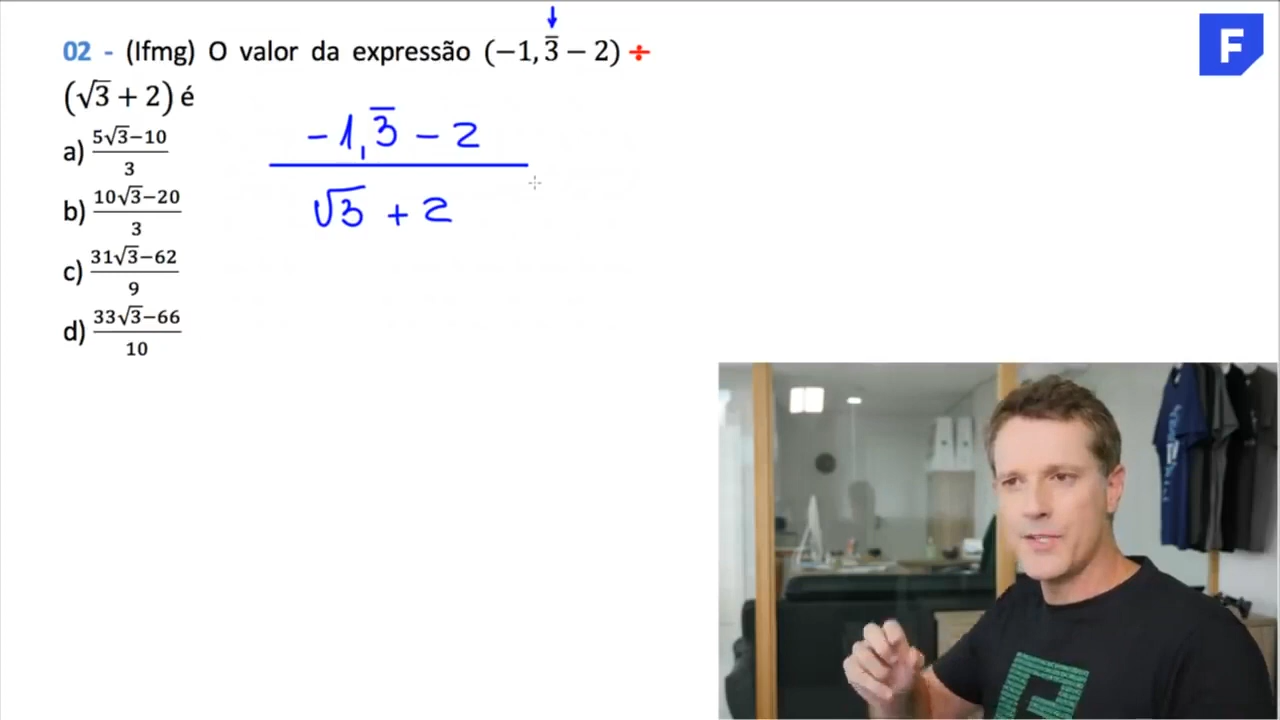 02 - (Ifmg) O valor da expressão (−1,3̅ − 2) ÷
(√3 + 2) é
a) (5√3−10)/3
b) (10√3−20)/3
c) (31√3−62)/9
d) (33√3−66)/10
−1,3̅ − 2
√3 + 2
F